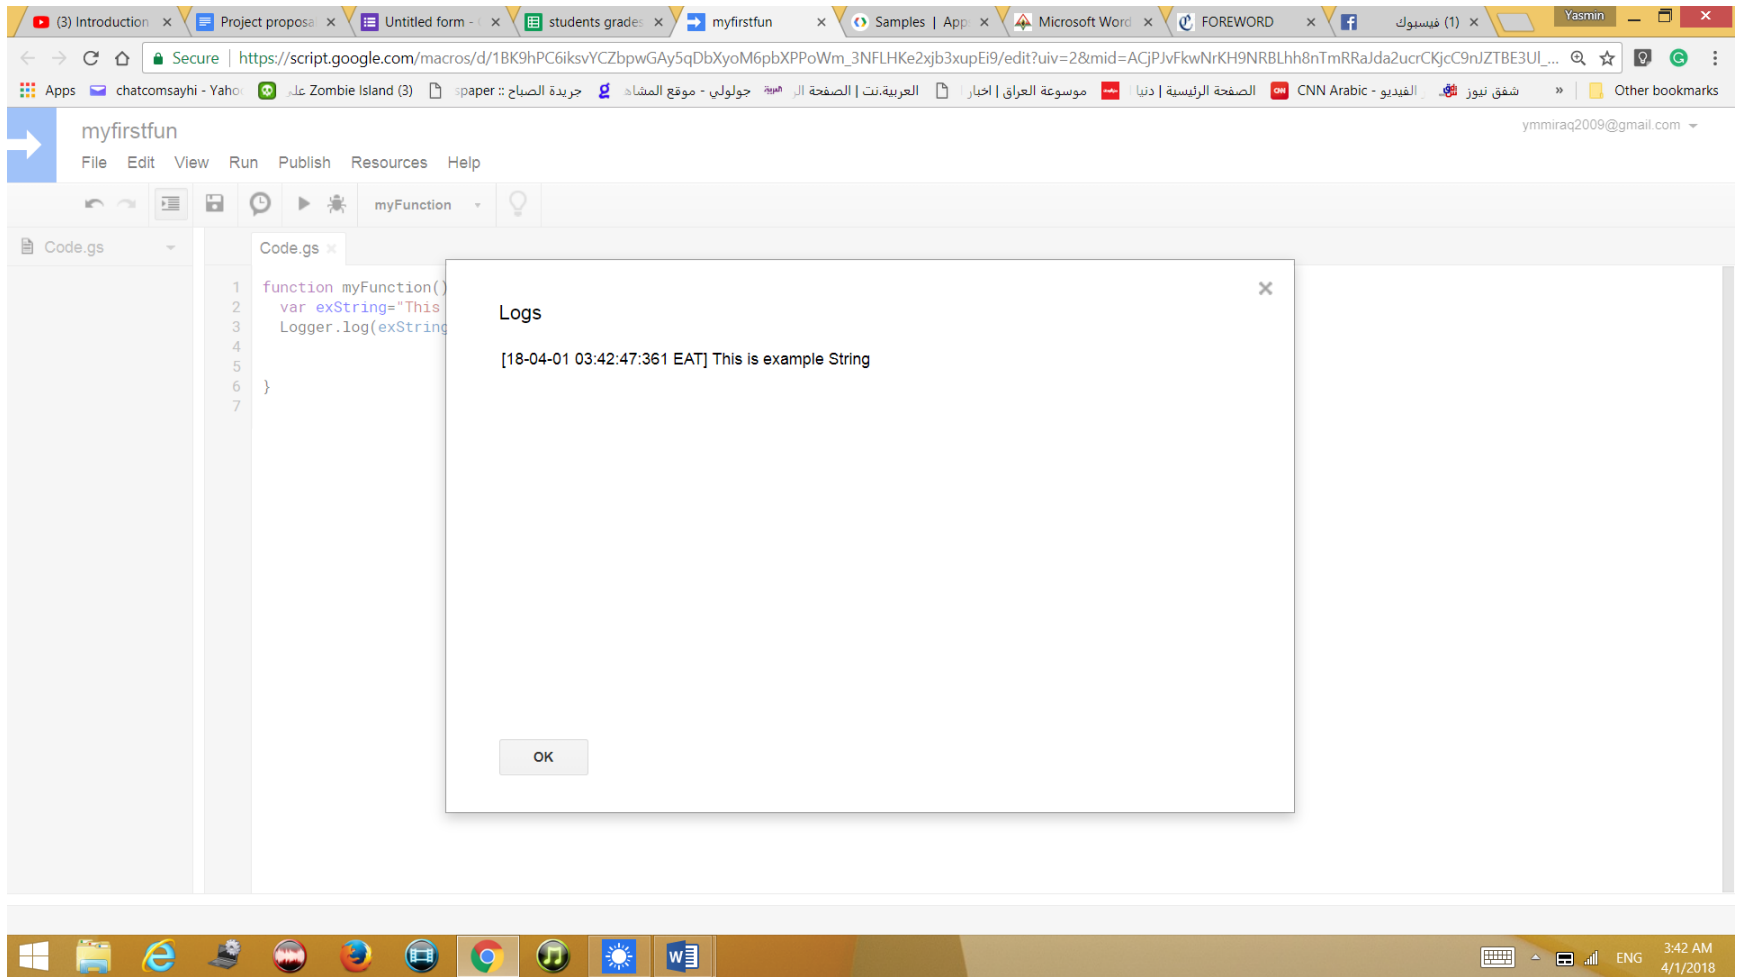 (3) Introduction
Project proposa
Untitled form -
students grades
myfirstfun
Samples | App
Microsoft Word
FOREWORD
(1) فيسبوك
Yasmin
Secure | https://script.google.com/macros/d/1BK9hPC6iksvYCZbpwGAy5qDbXyoM6pbXPPoWm_3NFLHKe2xjb3xupEi9/edit?uiv=2&mid=ACjPJvFkwNrKH9NRBLhh8nTmRRaJda2ucrCKjcC9nJZTBE3Ul_...
Apps
chatcomsayhi - Yaho
Zombie Island (3) على
جريدة الصباح :: spaper
جولولي - موقع المشاه
العربية.نت | الصفحة الر
موسوعة العراق | اخبار
الصفحة الرئيسية | دنيا
CNN Arabic - الفيديو
شفق نيوز
»
Other bookmarks
myfirstfun
ymmiraq2009@gmail.com
File Edit View Run Publish Resources Help
myFunction
Code.gs
Code.gs
1 function myFunction()
2 var exString="This
3 Logger.log(exString
4
5
6 }
7
Logs
[18-04-01 03:42:47:361 EAT] This is example String
OK
ENG
3:42 AM
4/1/2018